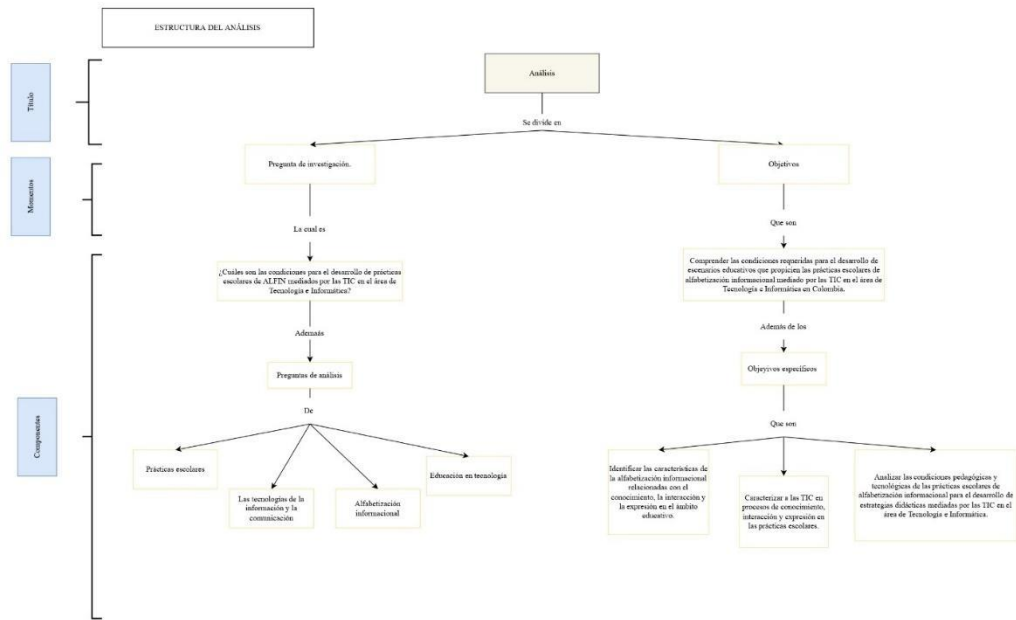 ESTRUCTURA DEL ANÁLISIS
Título
Análisis
Se divide en
Momentos
Pregunta de investigación.
Objetivos
La cual es
Que son
Componentes
¿Cuáles son las condiciones para el desarrollo de prácticas
escolares de ALFIN mediados por las TIC en el área de
Tecnología e Informática?
Comprender las condiciones requeridas para el desarrollo de
escenarios educativos que propicien las prácticas escolares de
alfabetización informacional mediado por las TIC en el área de
Tecnología e Informática en Colombia.
Ademaás
Además de los
Preguntas de análisis
Objeyivos específicos
De
Que son
Prácticas escolares
Las tecnologías de la
información y la
comunicación
Alfabetización
informacional
Educación en tecnología
Identificar las características de
la alfabetización informacional
relacionadas con el
conocimiento, la interacción y
la expresión en el ámbito
educativo.
Caracterizar a las TIC en
procesos de conocimiento,
interacción y expresión en
las prácticas escolares.
Analizar las condiciones pedagógicas y
tecnológicas de las prácticas escolares de
alfabetización informacional para el desarrollo de
estrategias didácticas mediadas por las TIC en el
área de Tecnología e Informática.